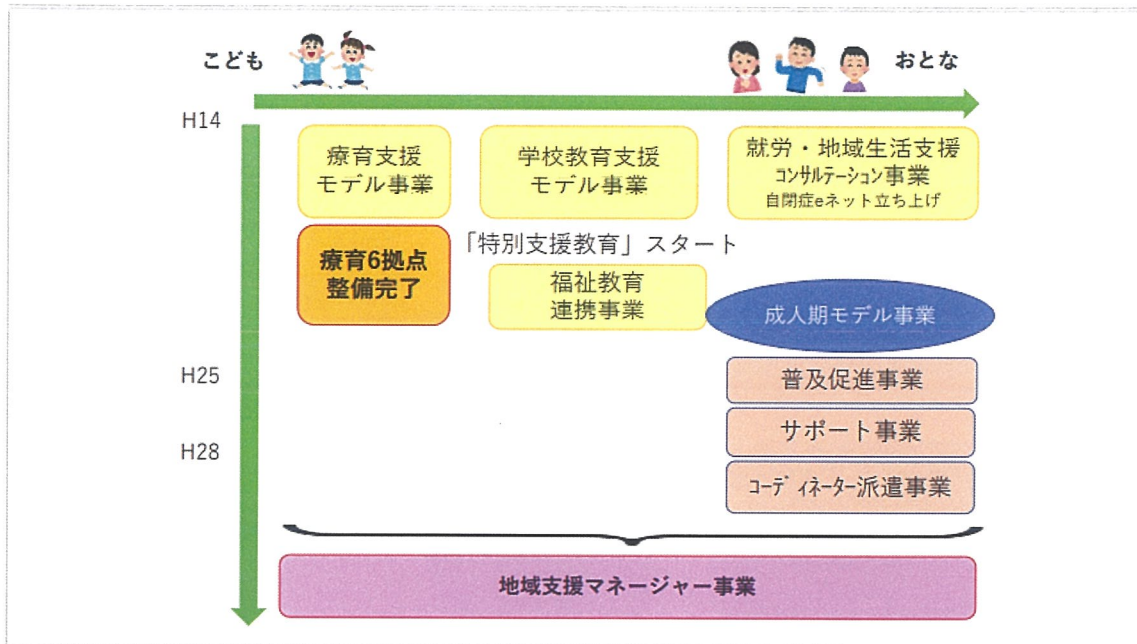 こども
おとな
H14
療育支援
モデル事業
学校教育支援
モデル事業
就労・地域生活支援
ｺﾝｻﾙﾃｰｼｮﾝ事業
自閉症eネット立ち上げ
療育6拠点
整備完了
「特別支援教育」スタート
福祉教育
連携事業
成人期モデル事業
H25
普及促進事業
サポート事業
H28
ｺｰﾃﾞｨﾈｰﾀｰ派遣事業
地域支援マネージャー事業